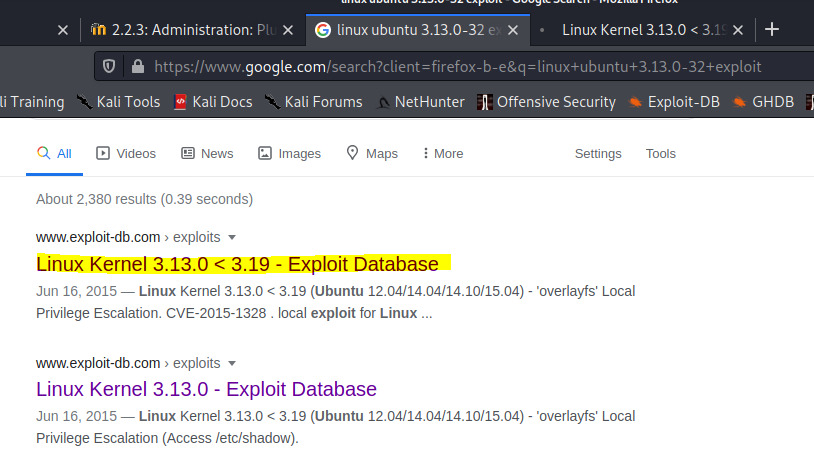 linux ubuntu 3.13.0-32 exploit - Google Search - Mozilla Firefox
2.2.3: Administration: Plu
linux ubuntu 3.13.0-32 ex
Linux Kernel 3.13.0 < 3.19
https://www.google.com/search?client=firefox-b-e&q=linux+ubuntu+3.13.0-32+exploit
li Training Kali Tools Kali Docs Kali Forums NetHunter Offensive Security Exploit-DB GHDB
All Videos News Images Maps More Settings Tools
About 2,380 results (0.39 seconds)
www.exploit-db.com › exploits
Linux Kernel 3.13.0 < 3.19 - Exploit Database
Jun 16, 2015 — Linux Kernel 3.13.0 < 3.19 (Ubuntu 12.04/14.04/14.10/15.04) - 'overlayfs' Local
Privilege Escalation. CVE-2015-1328 . local exploit for Linux ...
www.exploit-db.com › exploits
Linux Kernel 3.13.0 - Exploit Database
Jun 16, 2015 — Linux Kernel 3.13.0 < 3.19 (Ubuntu 12.04/14.04/14.10/15.04) - 'overlayfs' Local
Privilege Escalation (Access /etc/shadow).